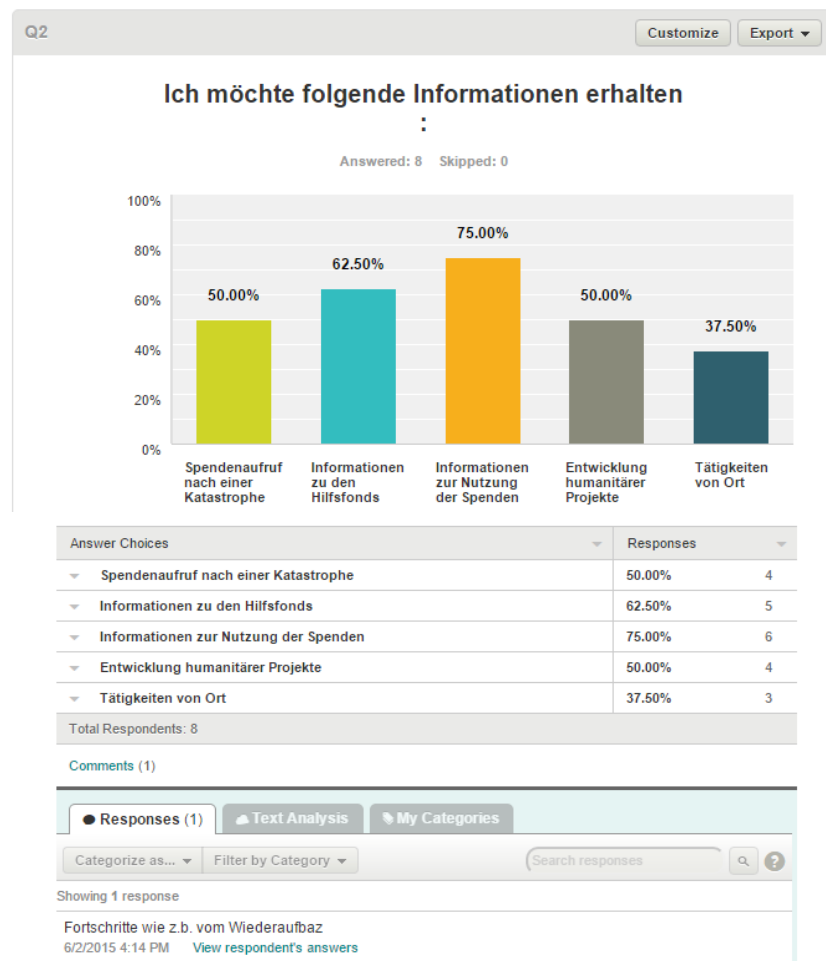 Q2
Customize
Export
Ich möchte folgende Informationen erhalten
:
Answered: 8 Skipped: 0
100%
80%
60%
40%
20%
0%
50.00%
62.50%
75.00%
50.00%
37.50%
Spendenaufruf
nach einer
Katastrophe
Informationen
zu den
Hilfsfonds
Informationen
zur Nutzung
der Spenden
Entwicklung
humanitärer
Projekte
Tätigkeiten
von Ort
Answer Choices Responses
Spendenaufruf nach einer Katastrophe 50.00% 4
Informationen zu den Hilfsfonds 62.50% 5
Informationen zur Nutzung der Spenden 75.00% 6
Entwicklung humanitärer Projekte 50.00% 4
Tätigkeiten von Ort 37.50% 3
Total Respondents: 8
Comments (1)
Responses (1) Text Analysis My Categories
Categorize as... Filter by Category Search responses ?
Showing 1 response
Fortschritte wie z.b. vom Wiederaufbaz
6/2/2015 4:14 PM View respondent's answers